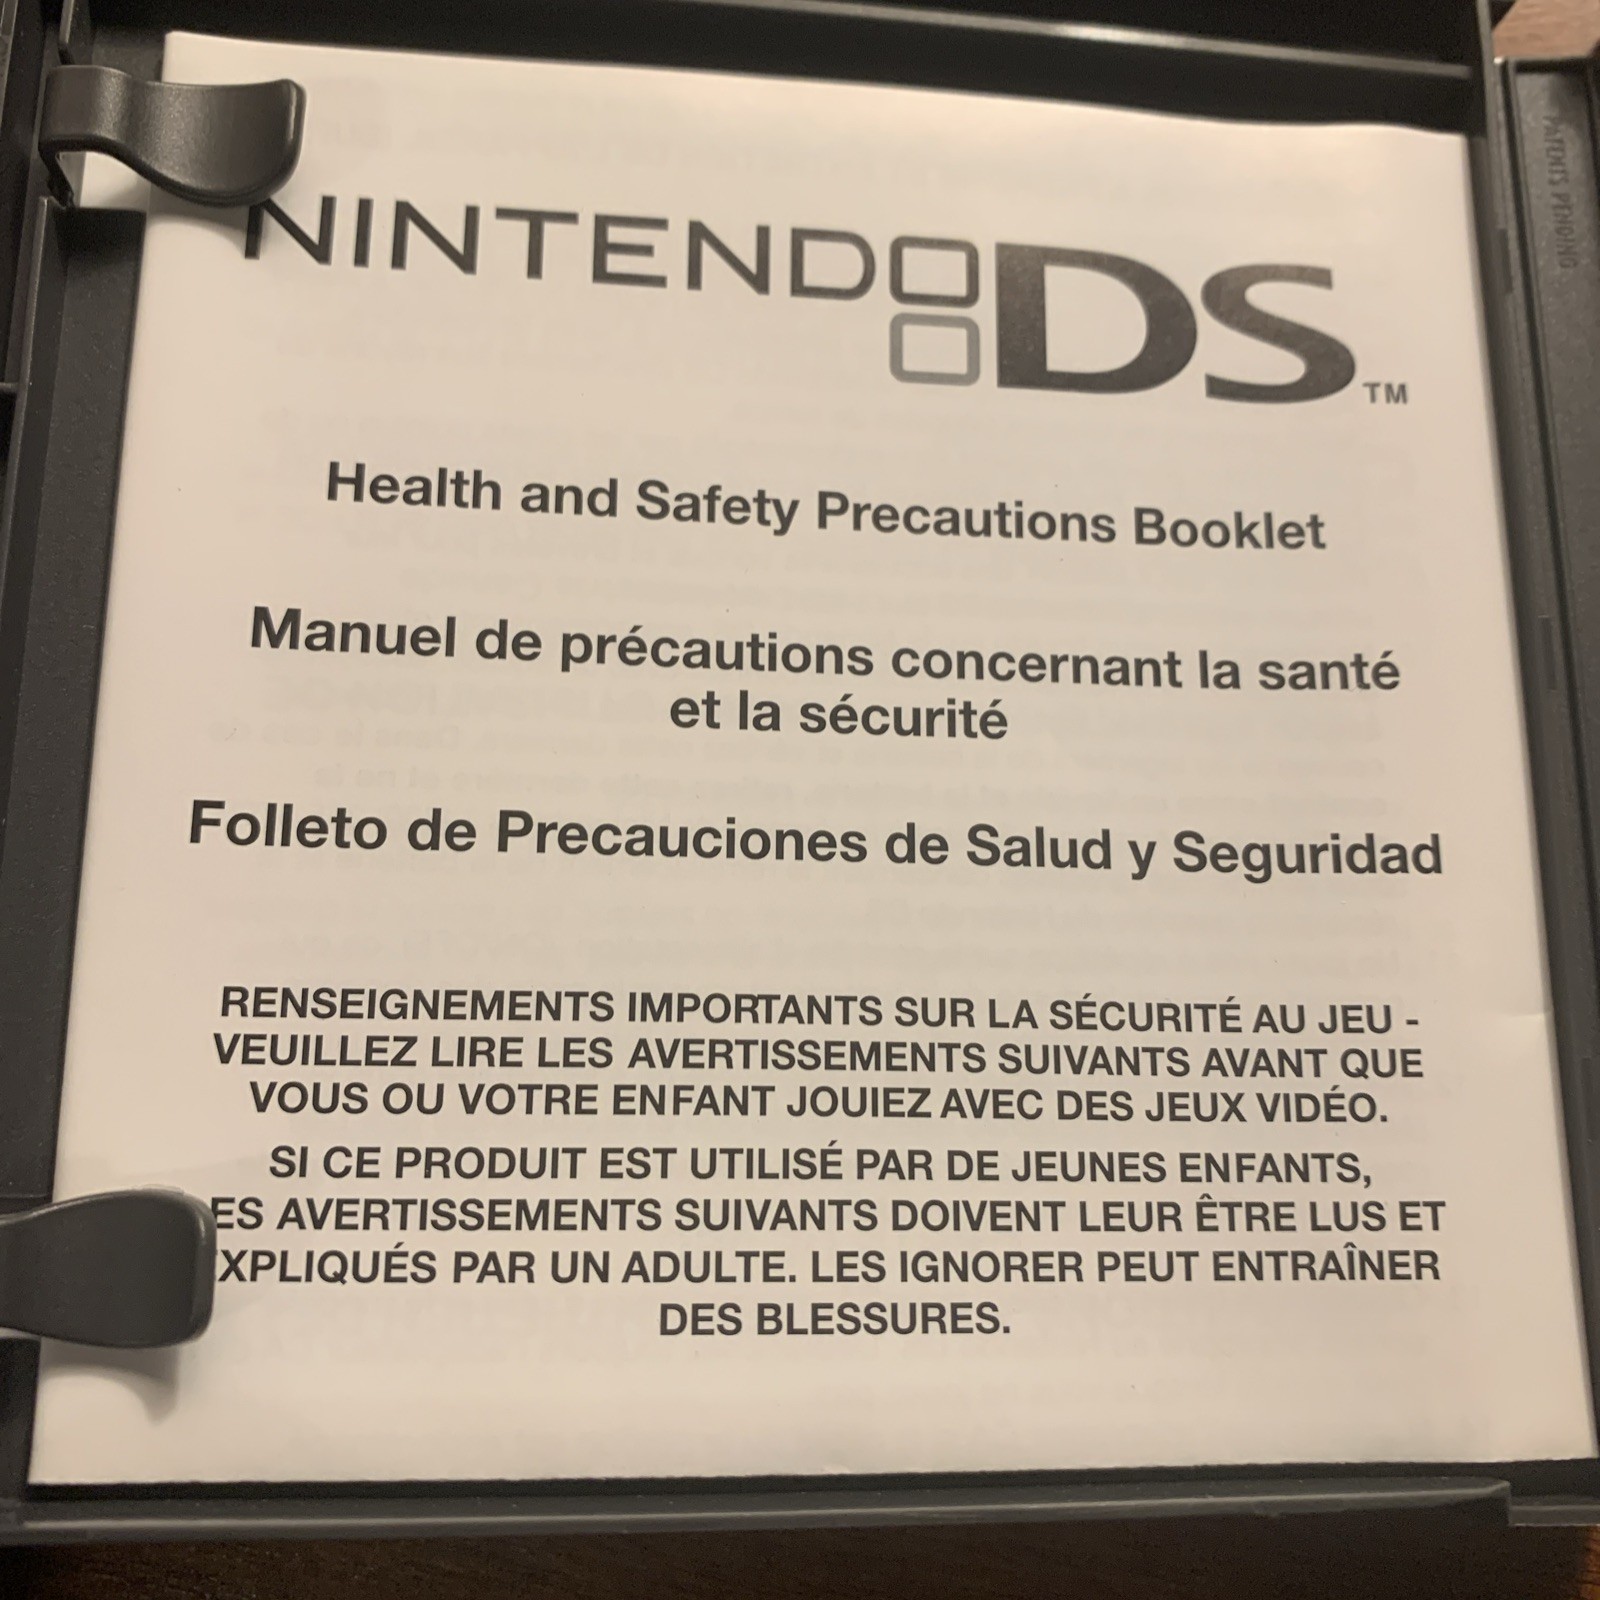 NINTENDO DS™
Health and Safety Precautions Booklet
Manuel de précautions concernant la santé
et la sécurité
Folleto de Precauciones de Salud y Seguridad
RENSEIGNEMENTS IMPORTANTS SUR LA SÉCURITÉ AU JEU -
VEUILLEZ LIRE LES AVERTISSEMENTS SUIVANTS AVANT QUE
VOUS OU VOTRE ENFANT JOUIEZ AVEC DES JEUX VIDÉO.
SI CE PRODUIT EST UTILISÉ PAR DE JEUNES ENFANTS,
ES AVERTISSEMENTS SUIVANTS DOIVENT LEUR ÊTRE LUS ET
XPLIQUÉS PAR UN ADULTE. LES IGNORER PEUT ENTRAÎNER
DES BLESSURES.
PATENTS PENDING